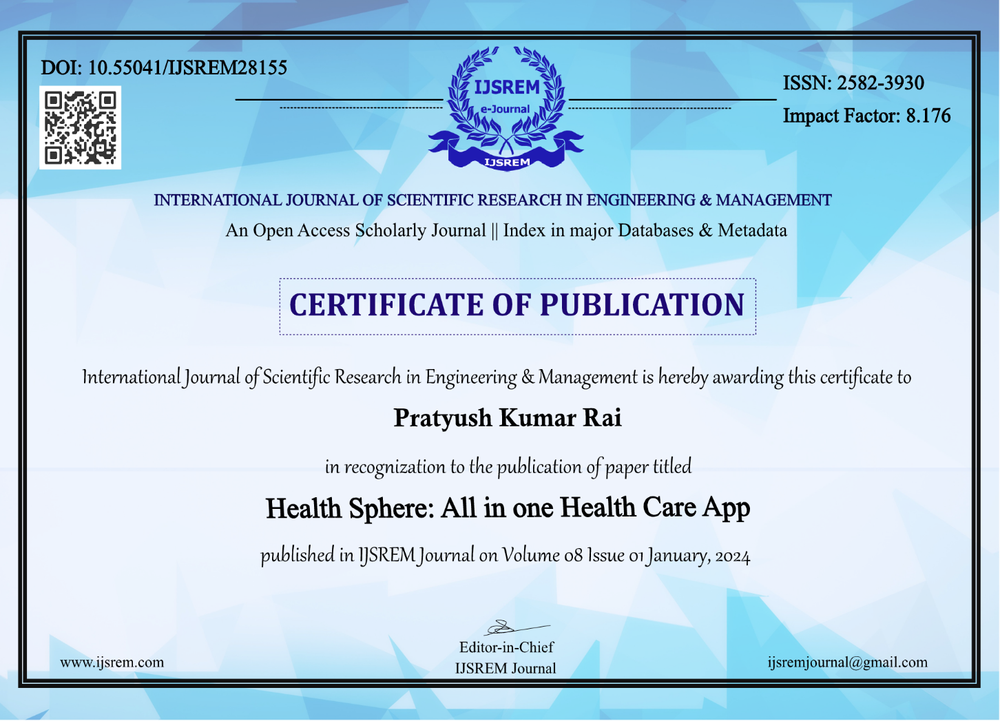 DOI: 10.55041/IJSREM28155
IJSREM
e-Journal
IJSREM
ISSN: 2582-3930
Impact Factor: 8.176
INTERNATIONAL JOURNAL OF SCIENTIFIC RESEARCH IN ENGINEERING & MANAGEMENT
An Open Access Scholarly Journal || Index in major Databases & Metadata
CERTIFICATE OF PUBLICATION
International Journal of Scientific Research in Engineering & Management is hereby awarding this certificate to
Pratyush Kumar Rai
in recognization to the publication of paper titled
Health Sphere: All in one Health Care App
published in IJSREM Journal on Volume 08 Issue 01 January, 2024
Editor-in-Chief
IJSREM Journal
www.ijsrem.com
ijsremjournal@gmail.com